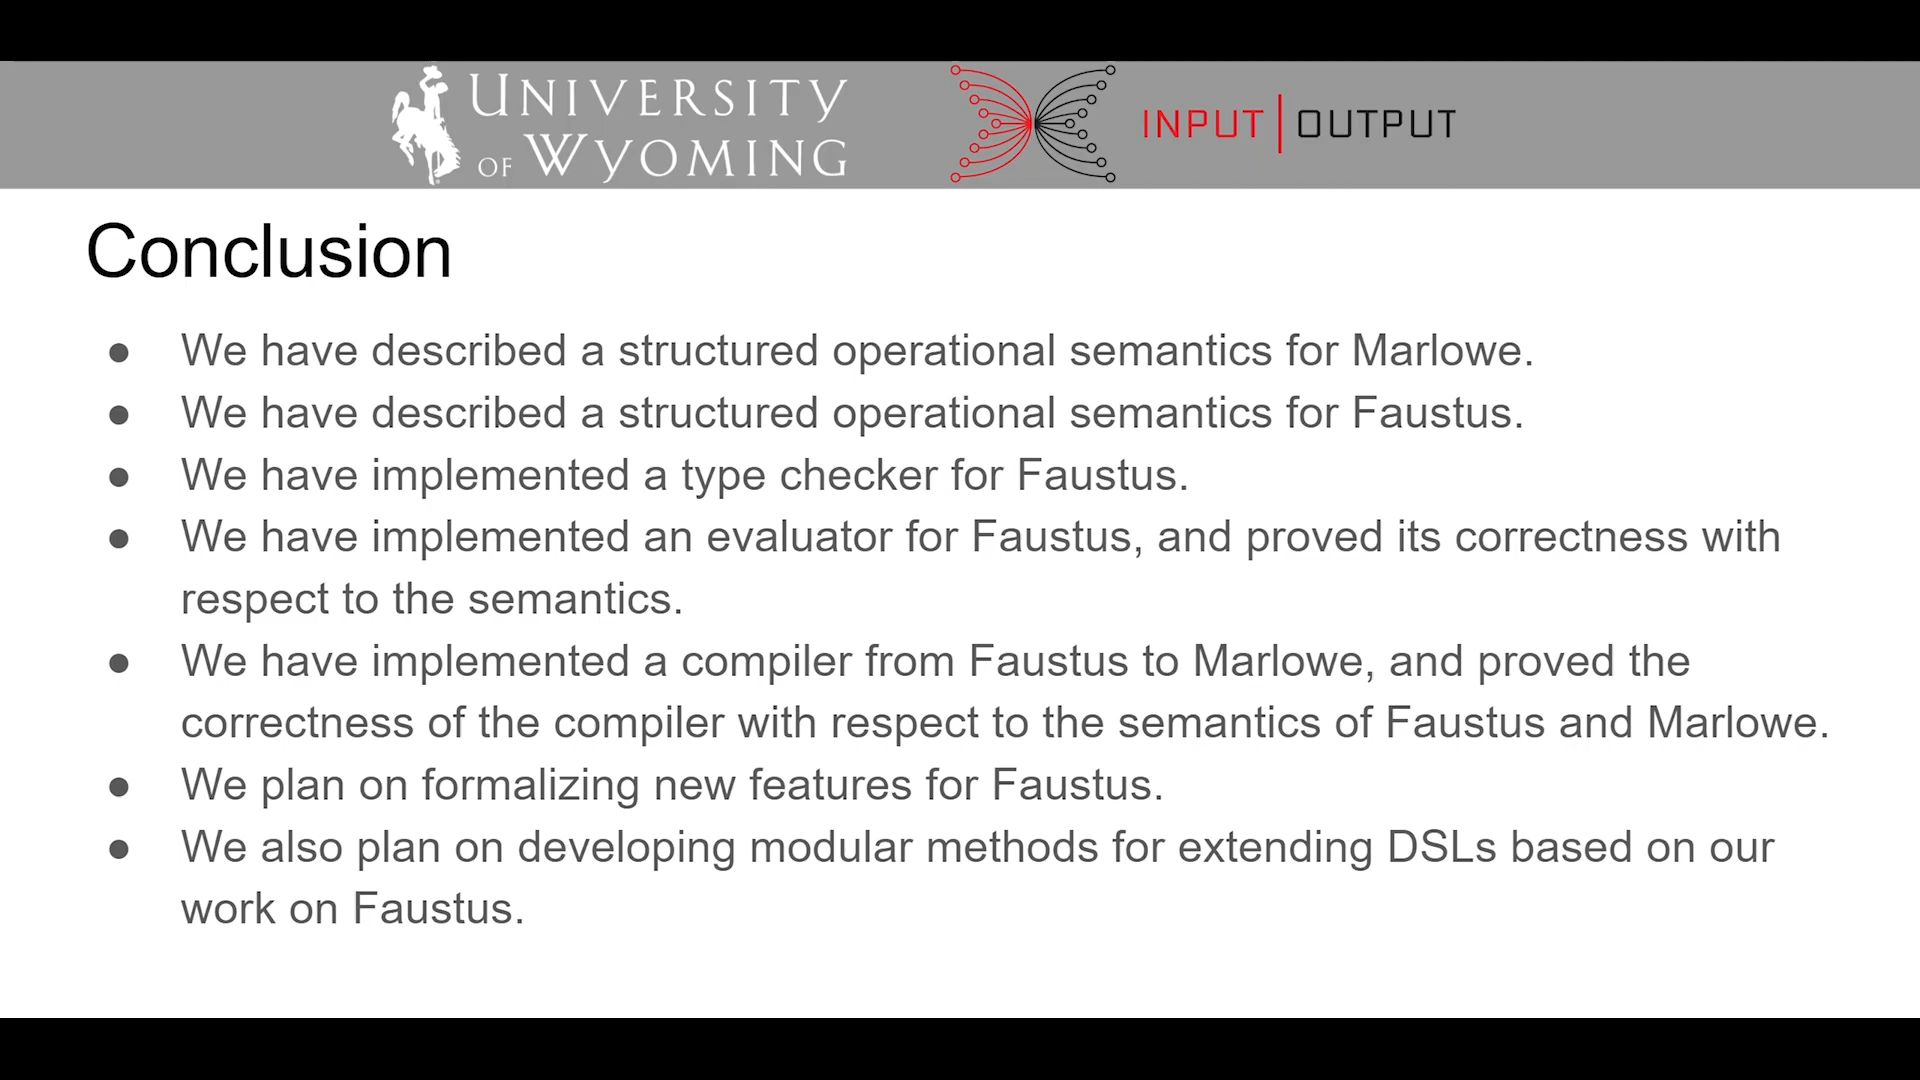 UNIVERSITY
OF WYOMING
INPUT|OUTPUT
Conclusion
● We have described a structured operational semantics for Marlowe.
● We have described a structured operational semantics for Faustus.
● We have implemented a type checker for Faustus.
● We have implemented an evaluator for Faustus, and proved its correctness with
respect to the semantics.
● We have implemented a compiler from Faustus to Marlowe, and proved the
correctness of the compiler with respect to the semantics of Faustus and Marlowe.
● We plan on formalizing new features for Faustus.
● We also plan on developing modular methods for extending DSLs based on our
work on Faustus.